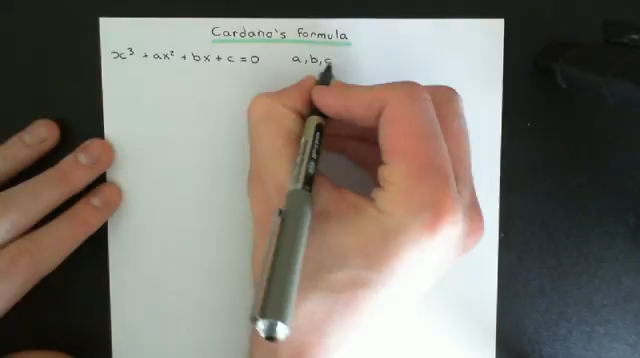 Cardano's Formula
x³ + ax² + bx + c = 0 a, b, c